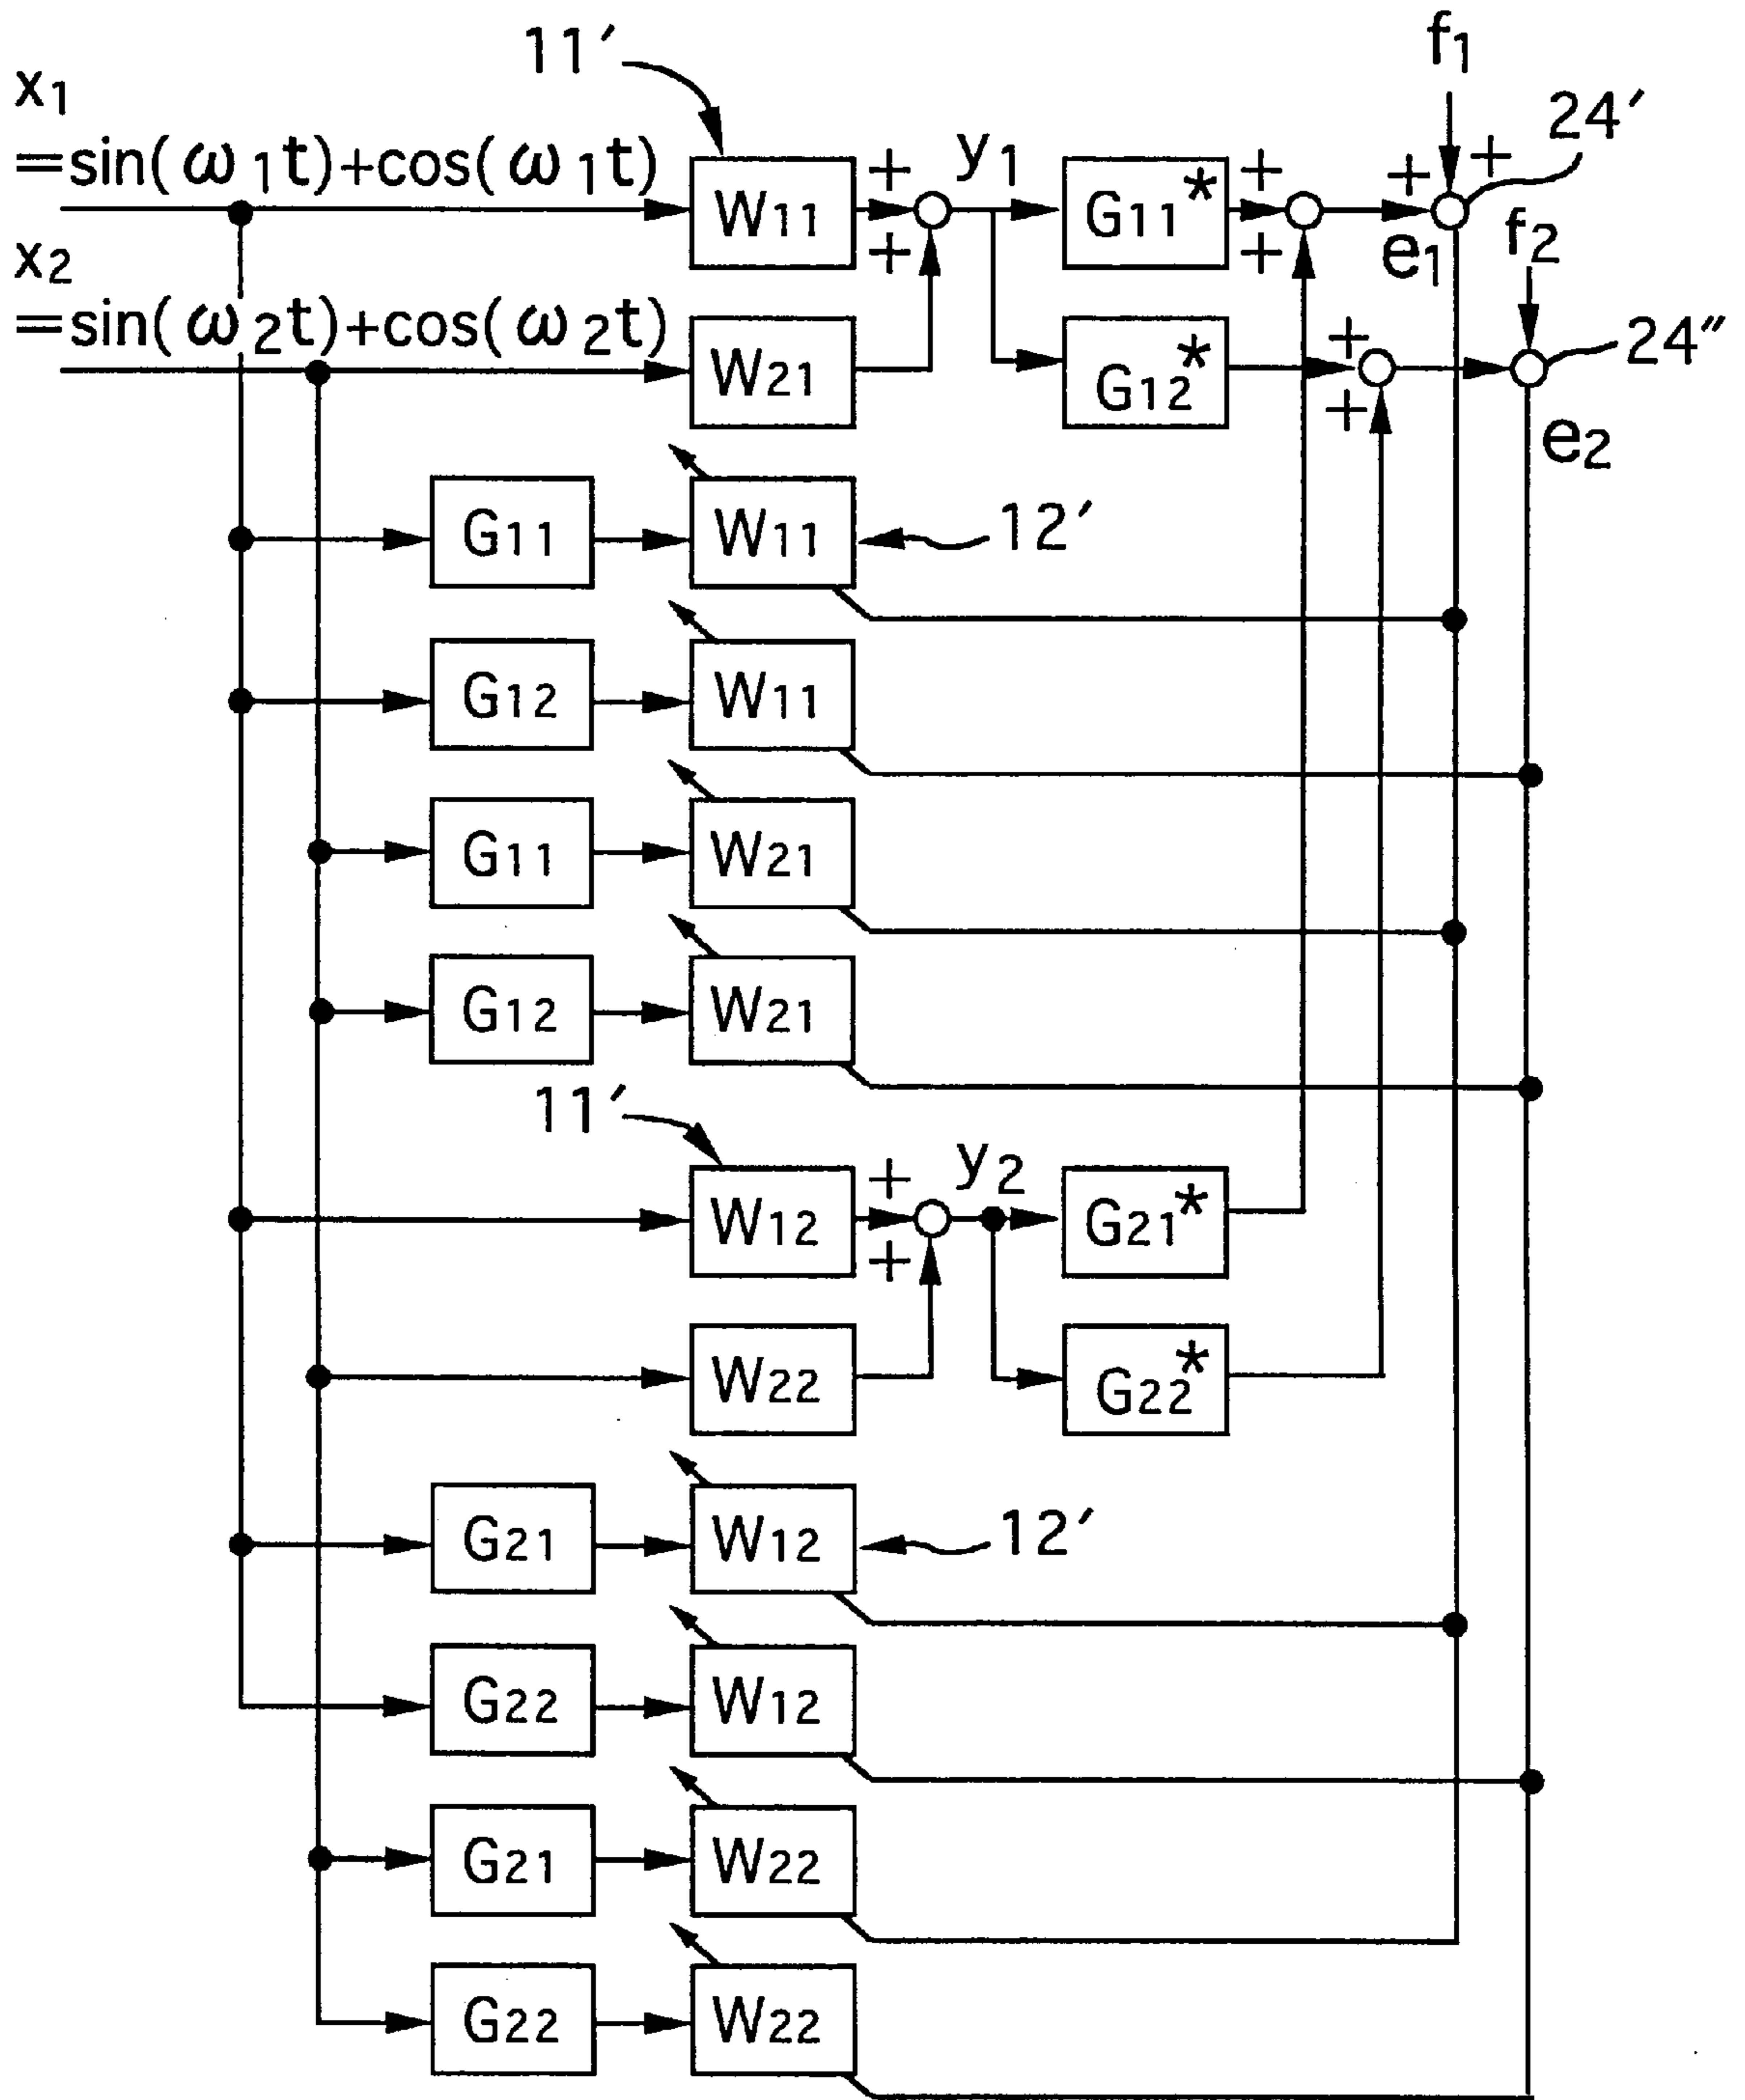 11′
f1
x1
=sin(ω1t)+cos(ω1t)
24′
W11
+
+
y1
G11*
+
+
+
+
e1
f2
x2
=sin(ω2t)+cos(ω2t)
W21
G12*
+
+
24″
e2
G11
W11
12′
G12
W11
G11
W21
G12
W21
11′
W12
+
+
y2
G21*
W22
G22*
G21
W12
12′
G22
W12
G21
W22
G22
W22